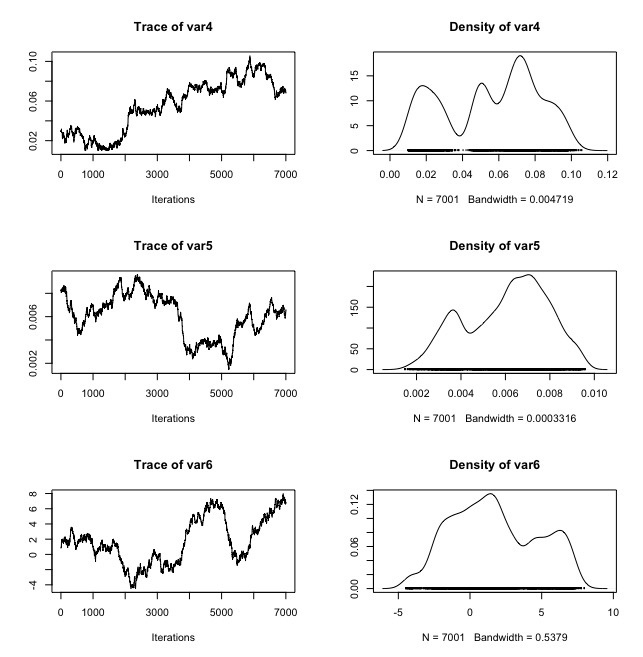 Trace of var4
0.02 0.06 0.10
0 1000 3000 5000 7000
Iterations
Density of var4
0 5 10 15
0.00 0.02 0.04 0.06 0.08 0.10 0.12
N = 7001 Bandwidth = 0.004719
Trace of var5
0.002 0.006
0 1000 3000 5000 7000
Iterations
Density of var5
0 50 150
0.002 0.004 0.006 0.008 0.010
N = 7001 Bandwidth = 0.0003316
Trace of var6
-4 0 2 4 6 8
0 1000 3000 5000 7000
Iterations
Density of var6
0.00 0.06 0.12
-5 0 5 10
N = 7001 Bandwidth = 0.5379